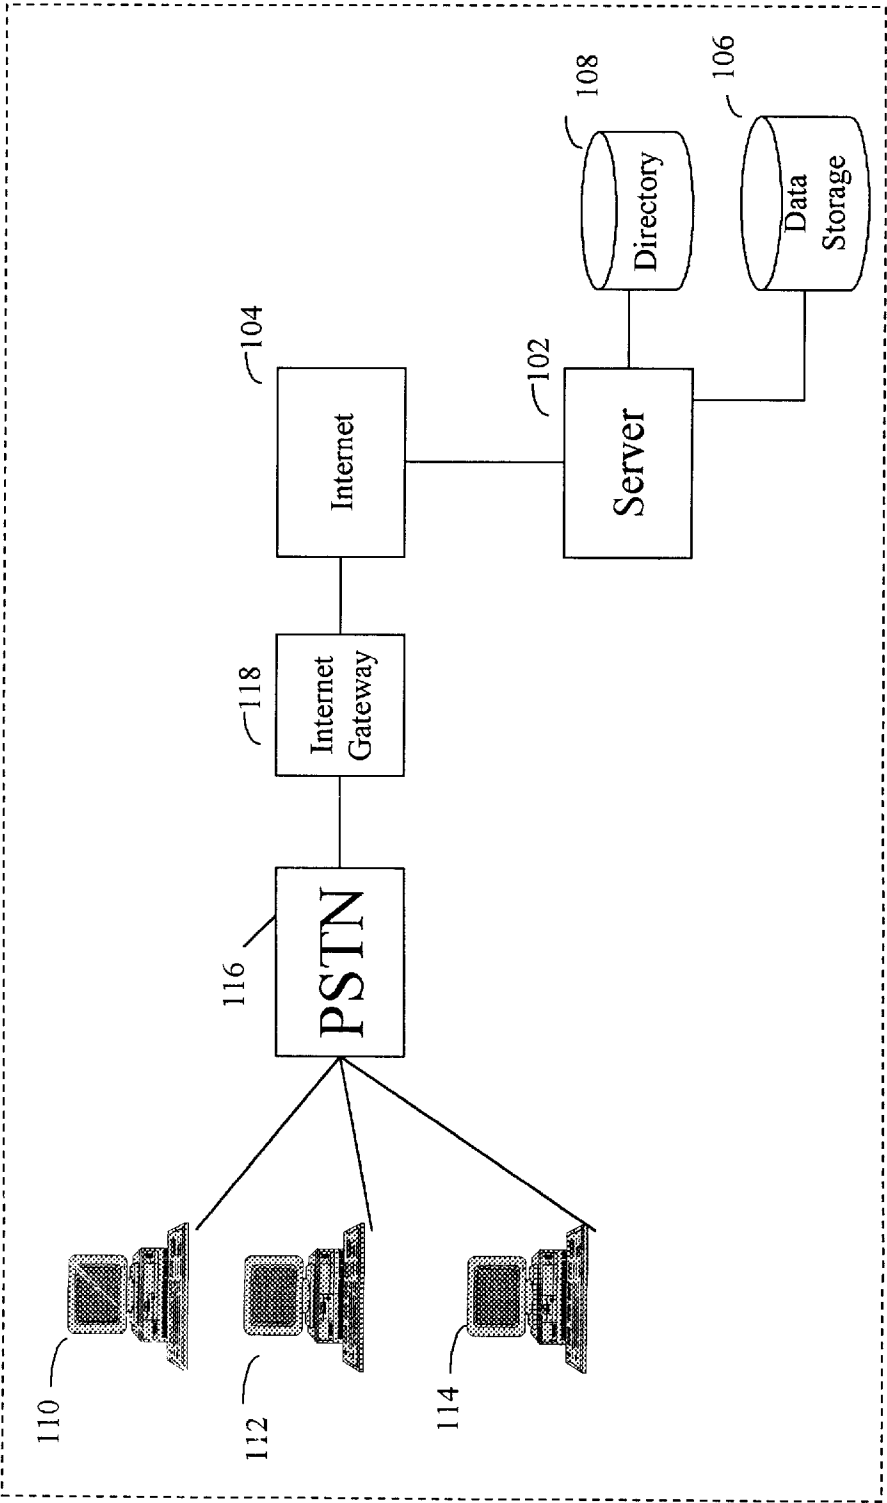 110
112
114
116
PSTN
118
Internet
Gateway
104
Internet
102
Server
108
Directory
106
Data
Storage